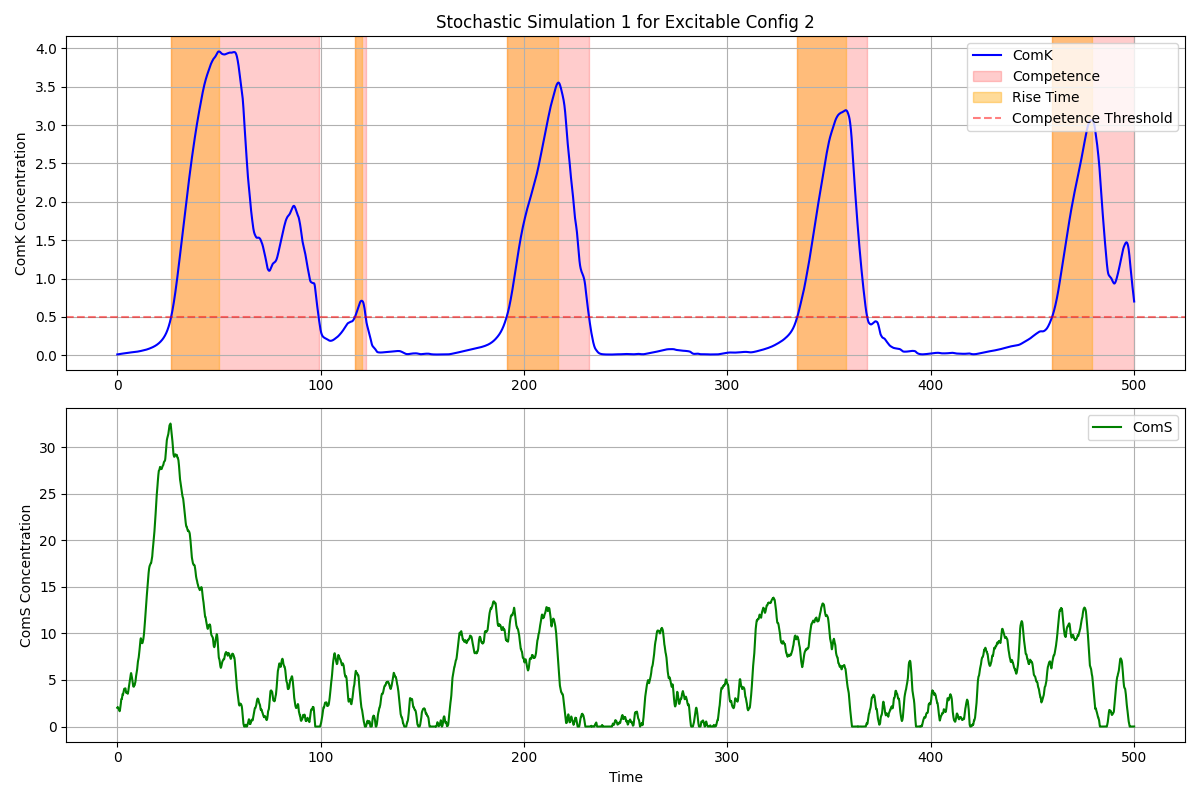 Stochastic Simulation 1 for Excitable Config 2
ComK Concentration
4.0
3.5
3.0
2.5
2.0
1.5
1.0
0.5
0.0
ComK
Competence
Rise Time
Competence Threshold
0 100 200 300 400 500
ComS Concentration
30
25
20
15
10
5
0
ComS
0 100 200 300 400 500
Time